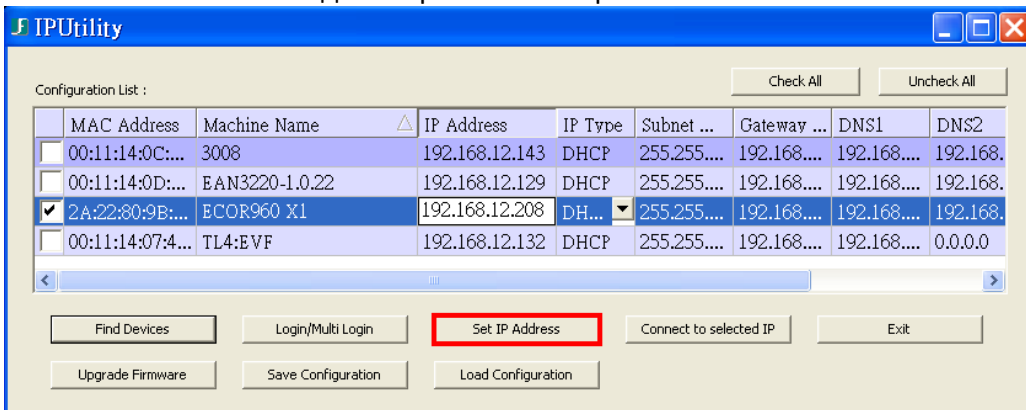 IPUtility
Check All Uncheck All
Configuration List :
MAC Address Machine Name IP Address IP Type Subnet ... Gateway ... DNS1 DNS2
00:11:14:0C:... 3008 192.168.12.143 DHCP 255.255.... 192.168.... 192.168.... 192.168.
00:11:14:0D:... EAN3220-1.0.22 192.168.12.129 DHCP 255.255.... 192.168.... 192.168.... 192.168.
2A:22:80:9B:... ECOR960 X1 192.168.12.208 DH... 255.255.... 192.168.... 192.168.... 192.168.
00:11:14:07:4... TL4:EVF 192.168.12.132 DHCP 255.255.... 192.168.... 192.168.... 0.0.0.0
Find Devices Login/Multi Login Set IP Address Connect to selected IP Exit
Upgrade Firmware Save Configuration Load Configuration